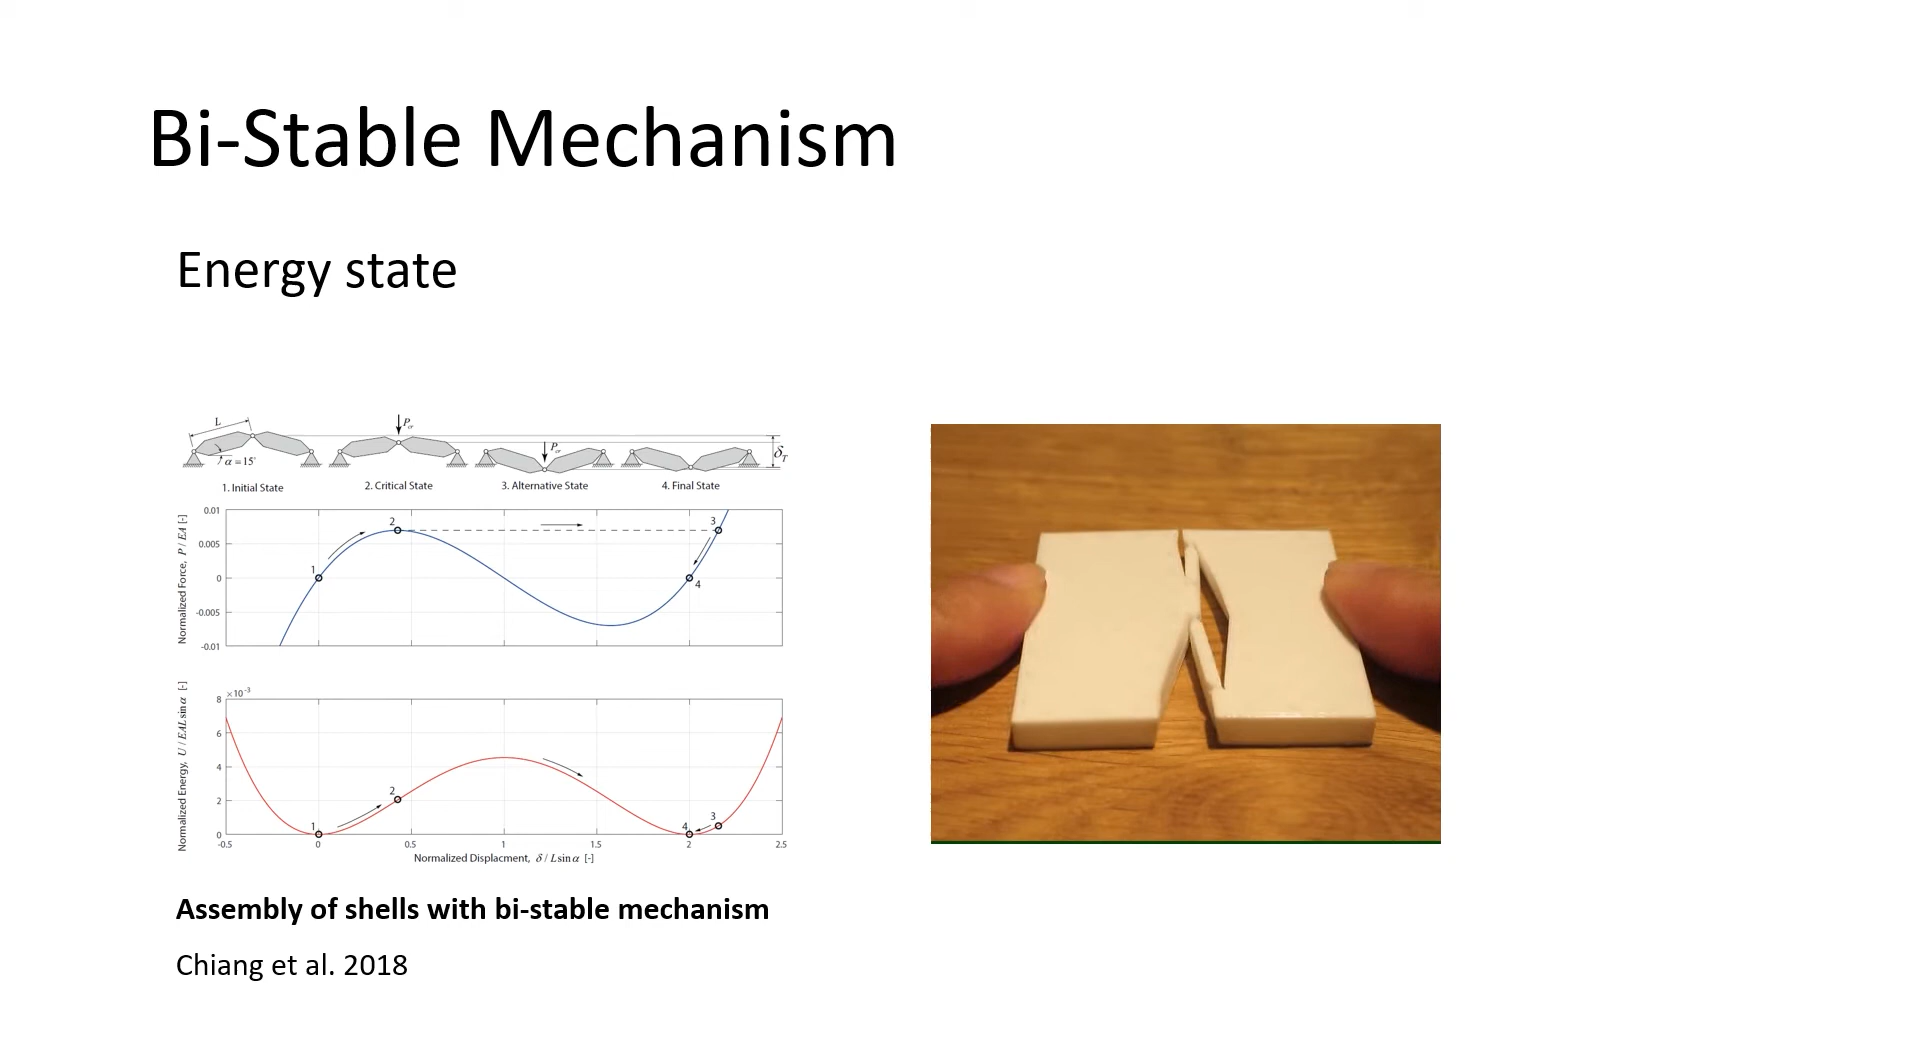 Bi-Stable Mechanism
Energy state
L
α = 15°
P_cr
P_cr
δ_T
1. Initial State
2. Critical State
3. Alternative State
4. Final State
Normalized Force, P / EA [-]
0.01
0.005
0
-0.005
-0.01
1
2
3
4
Normalized Energy, U / EAL sin α [-]
×10⁻³
8
6
4
2
0
1
2
3
4
-0.5
0
0.5
1
1.5
2
2.5
Normalized Displacment, δ / L sin α [-]
Assembly of shells with bi-stable mechanism
Chiang et al. 2018